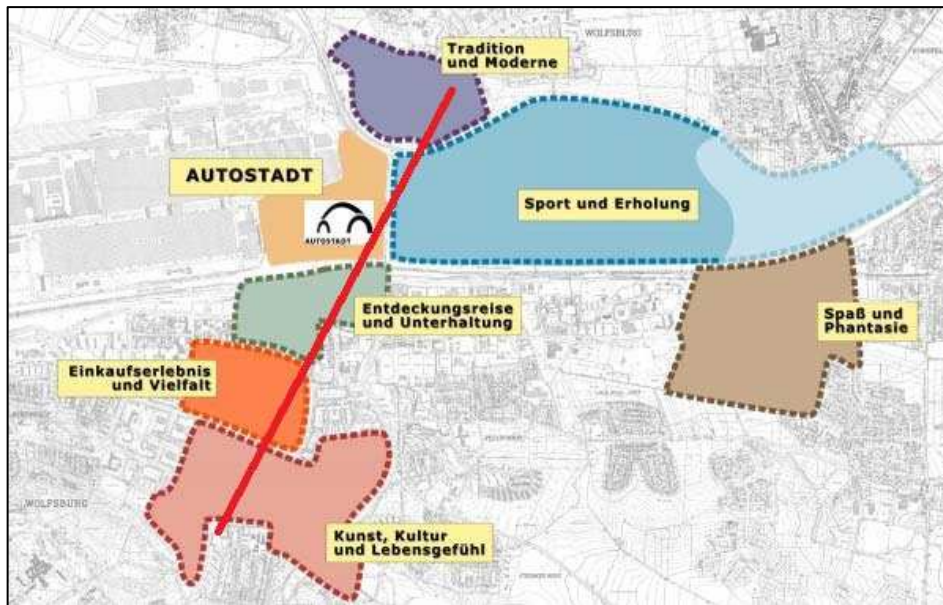 Tradition
und Moderne
WOLFSBURG
AUTOSTADT
AUTOSTADT
Sport und Erholung
Entdeckungsreise
und Unterhaltung
Spaß und
Phantasie
Einkaufserlebnis
und Vielfalt
WOLFSBURG
Kunst, Kultur
und Lebensgefühl